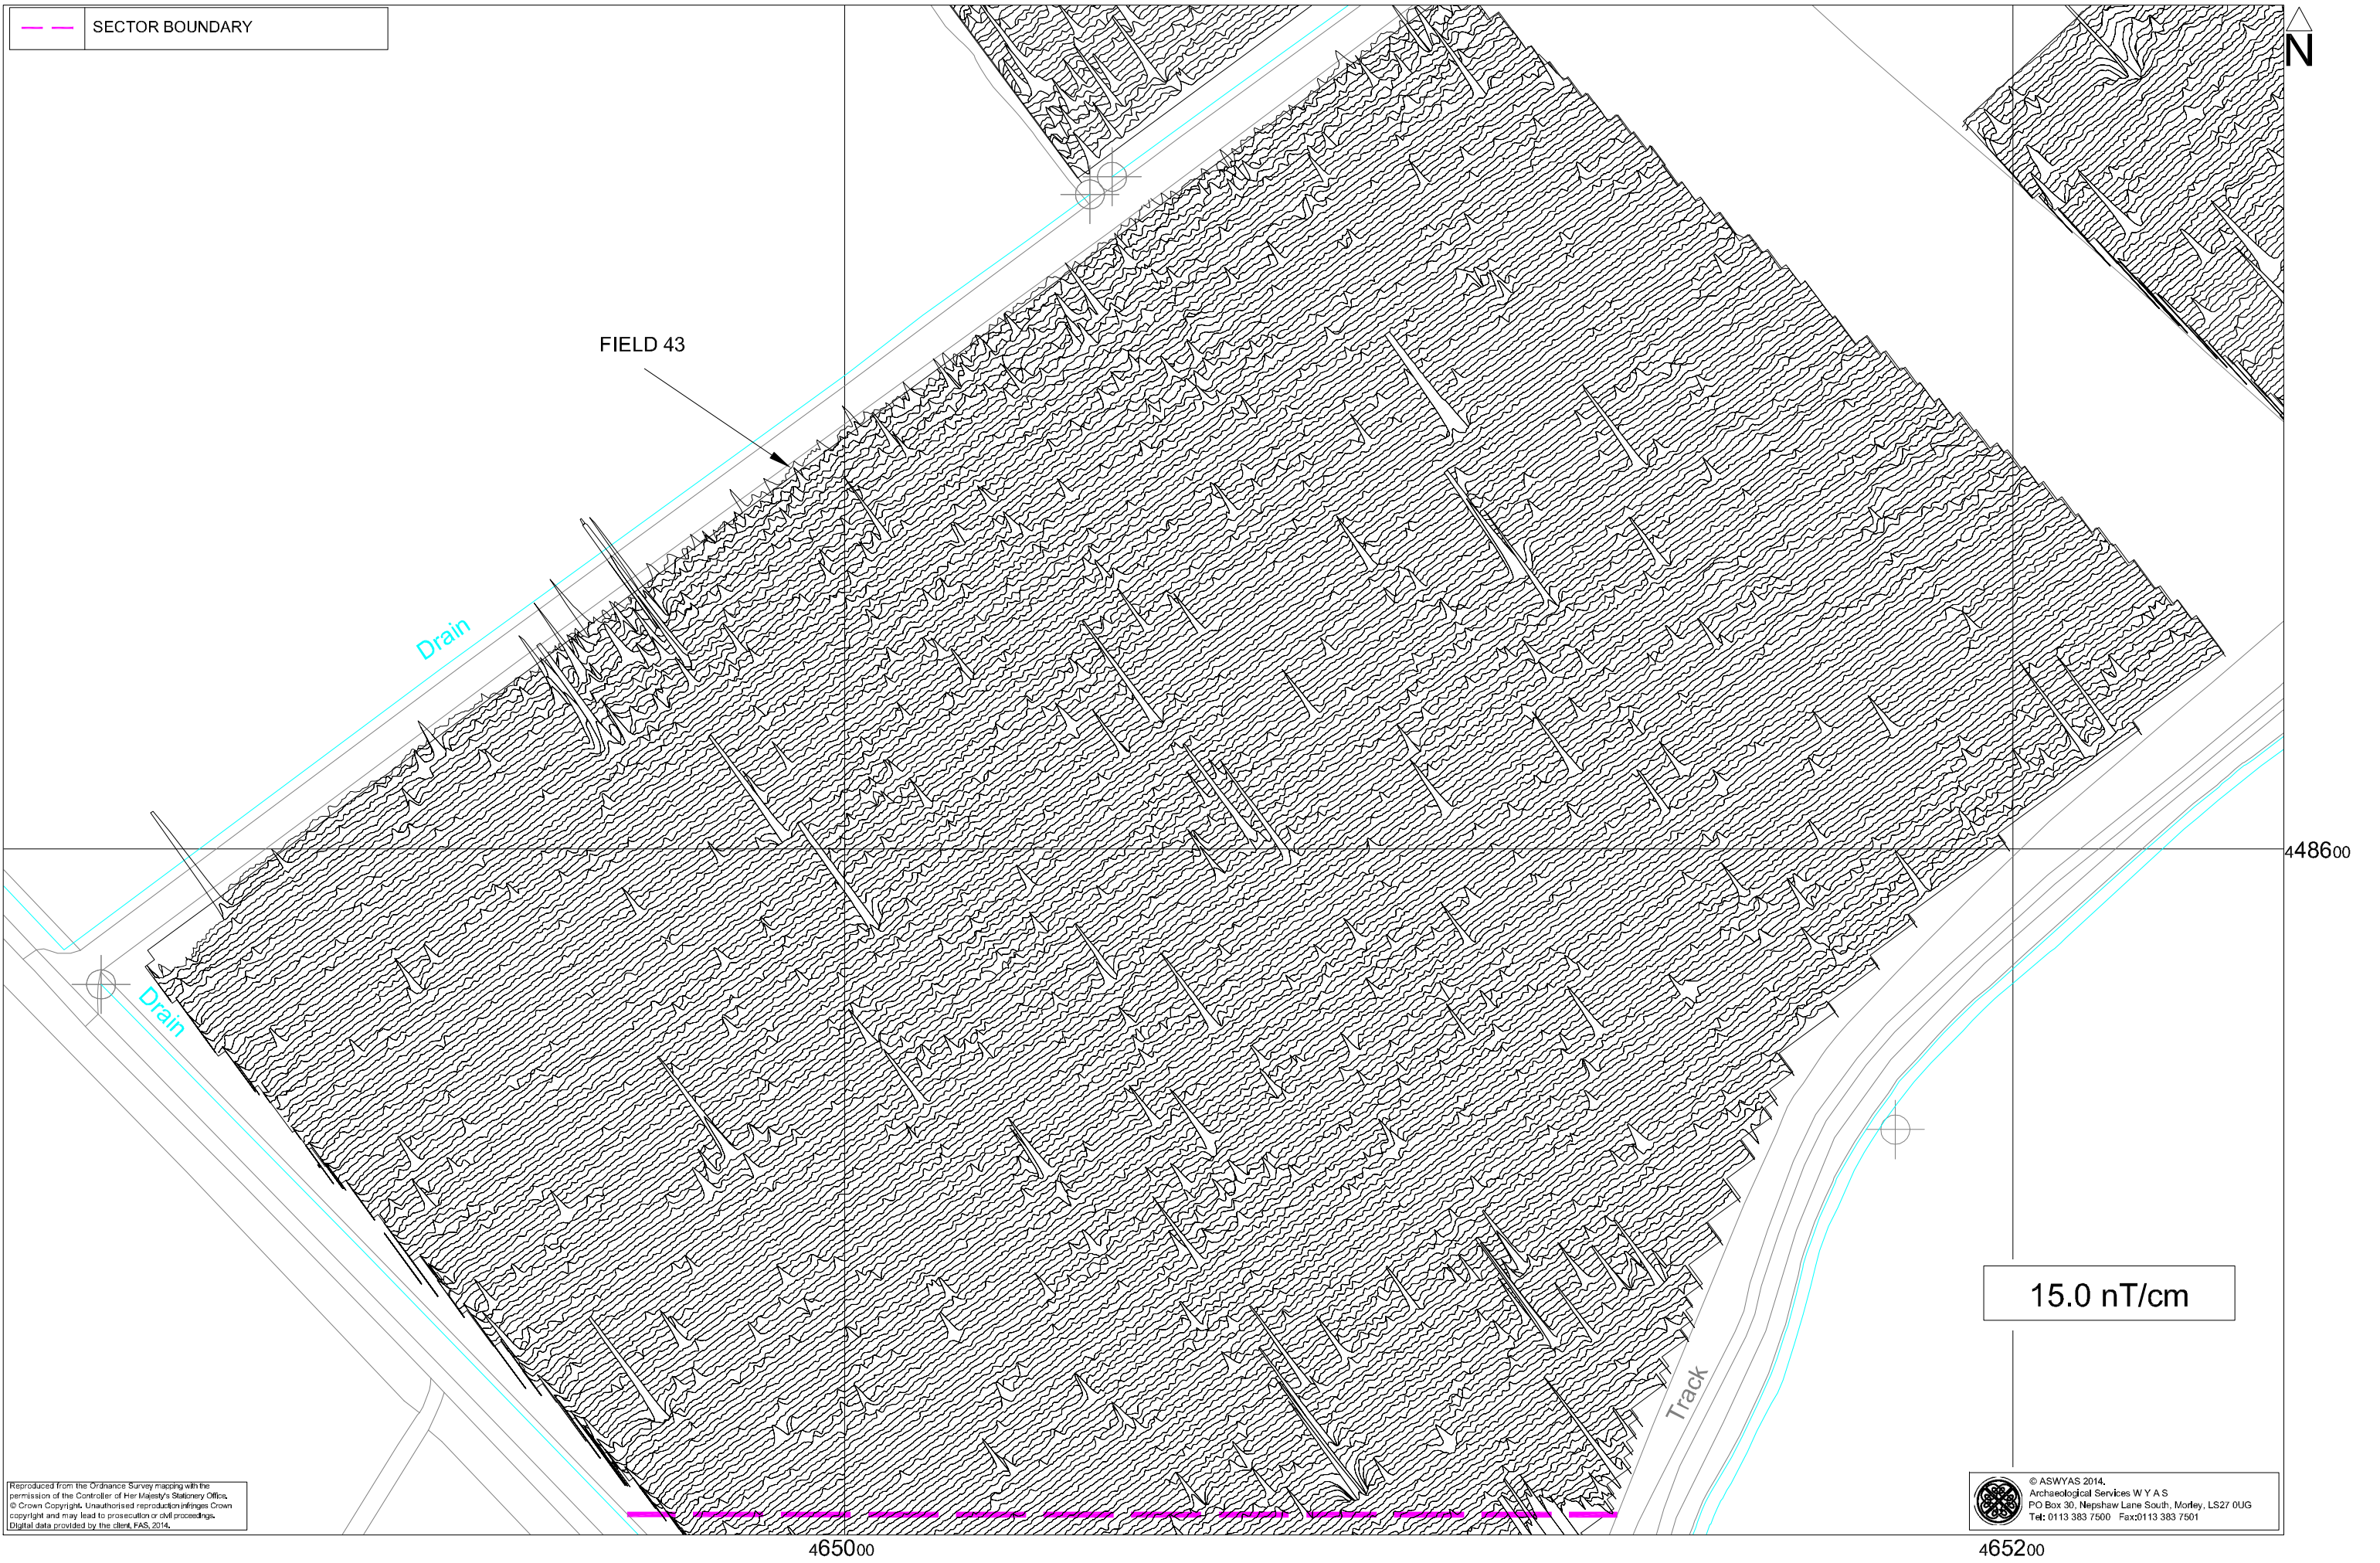 SECTOR BOUNDARY
N
FIELD 43
Drain
Drain
448600
15.0 nT/cm
Track
Reproduced from the Ordnance Survey mapping with the
permission of the Controller of Her Majesty's Stationery Office.
© Crown Copyright. Unauthorised reproduction infringes Crown
copyright and may lead to prosecution or civil proceedings.
Digital data provided by the client, FAS, 2014.
© ASWYAS 2014.
Archaeological Services W Y A S
PO Box 30, Nepshaw Lane South, Morley, LS27 0UG
Tel: 0113 383 7500 Fax:0113 383 7501
465000
465200